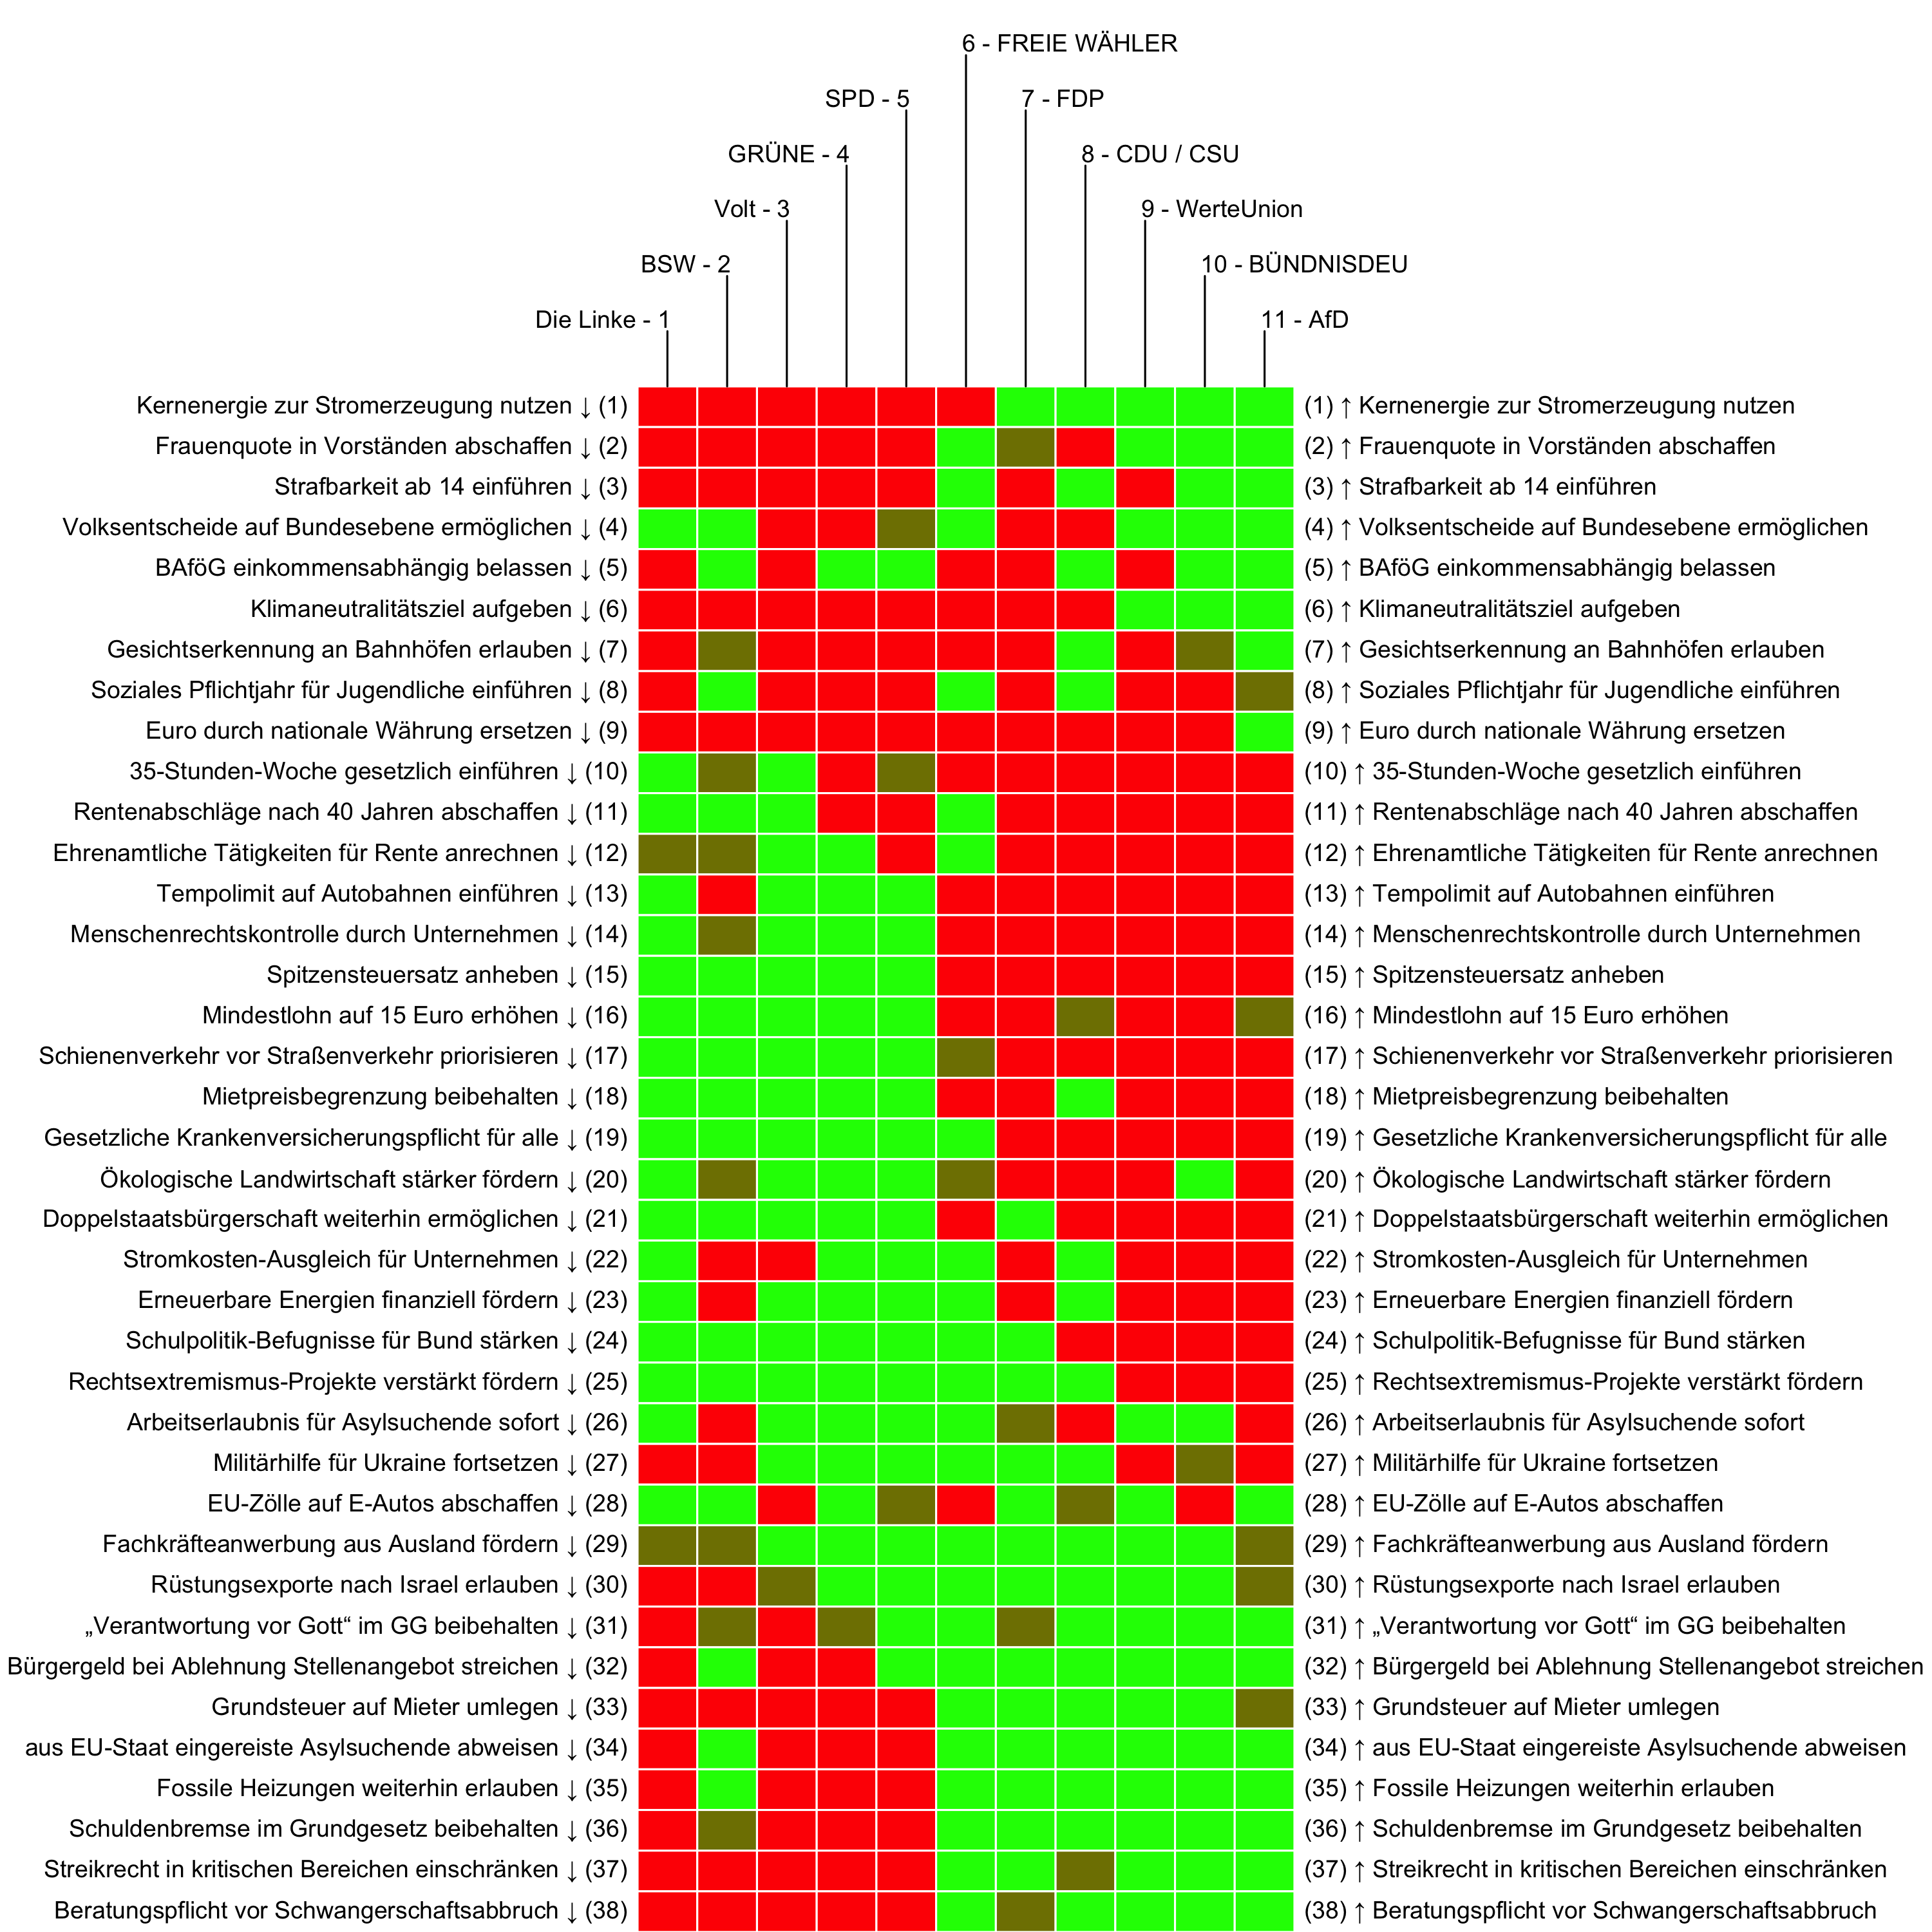 6 - FREIE WÄHLER
SPD - 5
7 - FDP
GRÜNE - 4
8 - CDU / CSU
Volt - 3
9 - WerteUnion
BSW - 2
10 - BÜNDNISDEU
Die Linke - 1
11 - AfD
Kernenergie zur Stromerzeugung nutzen ↓ (1)
(1) ↑ Kernenergie zur Stromerzeugung nutzen
Frauenquote in Vorständen abschaffen ↓ (2)
(2) ↑ Frauenquote in Vorständen abschaffen
Strafbarkeit ab 14 einführen ↓ (3)
(3) ↑ Strafbarkeit ab 14 einführen
Volksentscheide auf Bundesebene ermöglichen ↓ (4)
(4) ↑ Volksentscheide auf Bundesebene ermöglichen
BAföG einkommensabhängig belassen ↓ (5)
(5) ↑ BAföG einkommensabhängig belassen
Klimaneutralitätsziel aufgeben ↓ (6)
(6) ↑ Klimaneutralitätsziel aufgeben
Gesichtserkennung an Bahnhöfen erlauben ↓ (7)
(7) ↑ Gesichtserkennung an Bahnhöfen erlauben
Soziales Pflichtjahr für Jugendliche einführen ↓ (8)
(8) ↑ Soziales Pflichtjahr für Jugendliche einführen
Euro durch nationale Währung ersetzen ↓ (9)
(9) ↑ Euro durch nationale Währung ersetzen
35-Stunden-Woche gesetzlich einführen ↓ (10)
(10) ↑ 35-Stunden-Woche gesetzlich einführen
Rentenabschläge nach 40 Jahren abschaffen ↓ (11)
(11) ↑ Rentenabschläge nach 40 Jahren abschaffen
Ehrenamtliche Tätigkeiten für Rente anrechnen ↓ (12)
(12) ↑ Ehrenamtliche Tätigkeiten für Rente anrechnen
Tempolimit auf Autobahnen einführen ↓ (13)
(13) ↑ Tempolimit auf Autobahnen einführen
Menschenrechtskontrolle durch Unternehmen ↓ (14)
(14) ↑ Menschenrechtskontrolle durch Unternehmen
Spitzensteuersatz anheben ↓ (15)
(15) ↑ Spitzensteuersatz anheben
Mindestlohn auf 15 Euro erhöhen ↓ (16)
(16) ↑ Mindestlohn auf 15 Euro erhöhen
Schienenverkehr vor Straßenverkehr priorisieren ↓ (17)
(17) ↑ Schienenverkehr vor Straßenverkehr priorisieren
Mietpreisbegrenzung beibehalten ↓ (18)
(18) ↑ Mietpreisbegrenzung beibehalten
Gesetzliche Krankenversicherungspflicht für alle ↓ (19)
(19) ↑ Gesetzliche Krankenversicherungspflicht für alle
Ökologische Landwirtschaft stärker fördern ↓ (20)
(20) ↑ Ökologische Landwirtschaft stärker fördern
Doppelstaatsbürgerschaft weiterhin ermöglichen ↓ (21)
(21) ↑ Doppelstaatsbürgerschaft weiterhin ermöglichen
Stromkosten-Ausgleich für Unternehmen ↓ (22)
(22) ↑ Stromkosten-Ausgleich für Unternehmen
Erneuerbare Energien finanziell fördern ↓ (23)
(23) ↑ Erneuerbare Energien finanziell fördern
Schulpolitik-Befugnisse für Bund stärken ↓ (24)
(24) ↑ Schulpolitik-Befugnisse für Bund stärken
Rechtsextremismus-Projekte verstärkt fördern ↓ (25)
(25) ↑ Rechtsextremismus-Projekte verstärkt fördern
Arbeitserlaubnis für Asylsuchende sofort ↓ (26)
(26) ↑ Arbeitserlaubnis für Asylsuchende sofort
Militärhilfe für Ukraine fortsetzen ↓ (27)
(27) ↑ Militärhilfe für Ukraine fortsetzen
EU-Zölle auf E-Autos abschaffen ↓ (28)
(28) ↑ EU-Zölle auf E-Autos abschaffen
Fachkräfteanwerbung aus Ausland fördern ↓ (29)
(29) ↑ Fachkräfteanwerbung aus Ausland fördern
Rüstungsexporte nach Israel erlauben ↓ (30)
(30) ↑ Rüstungsexporte nach Israel erlauben
„Verantwortung vor Gott“ im GG beibehalten ↓ (31)
(31) ↑ „Verantwortung vor Gott“ im GG beibehalten
Bürgergeld bei Ablehnung Stellenangebot streichen ↓ (32)
(32) ↑ Bürgergeld bei Ablehnung Stellenangebot streichen
Grundsteuer auf Mieter umlegen ↓ (33)
(33) ↑ Grundsteuer auf Mieter umlegen
aus EU-Staat eingereiste Asylsuchende abweisen ↓ (34)
(34) ↑ aus EU-Staat eingereiste Asylsuchende abweisen
Fossile Heizungen weiterhin erlauben ↓ (35)
(35) ↑ Fossile Heizungen weiterhin erlauben
Schuldenbremse im Grundgesetz beibehalten ↓ (36)
(36) ↑ Schuldenbremse im Grundgesetz beibehalten
Streikrecht in kritischen Bereichen einschränken ↓ (37)
(37) ↑ Streikrecht in kritischen Bereichen einschränken
Beratungspflicht vor Schwangerschaftsabbruch ↓ (38)
(38) ↑ Beratungspflicht vor Schwangerschaftsabbruch